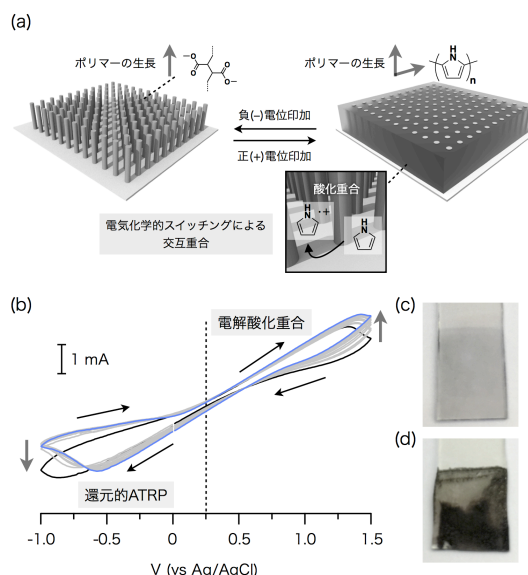 (a)
ポリマーの生長
O
O
O
O
ポリマーの生長
H
N
n
負(–)電位印加
正(+)電位印加
酸化重合
H
N
·+
H
N
電気化学的スイッチングによる
交互重合
(b)
電解酸化重合
1 mA
還元的ATRP
-1.0
-0.5
0
0.5
1.0
1.5
V (vs Ag/AgCl)
(c)
(d)